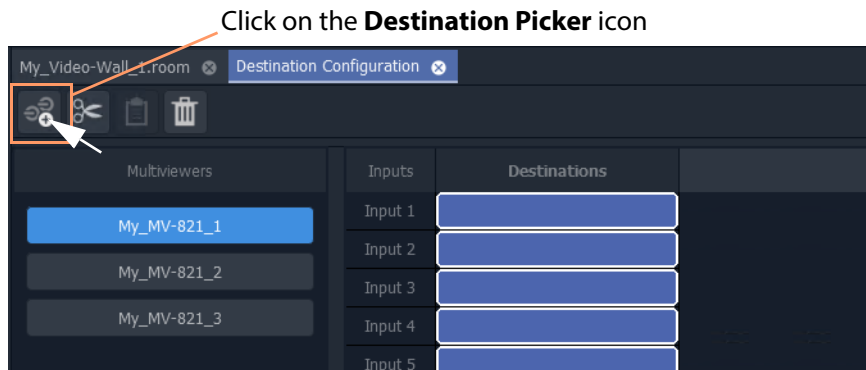 Click on the Destination Picker icon
My_Video-Wall_1.room Destination Configuration
Multiviewers Inputs Destinations
My_MV-821_1
My_MV-821_2
My_MV-821_3
Input 1
Input 2
Input 3
Input 4
Input 5